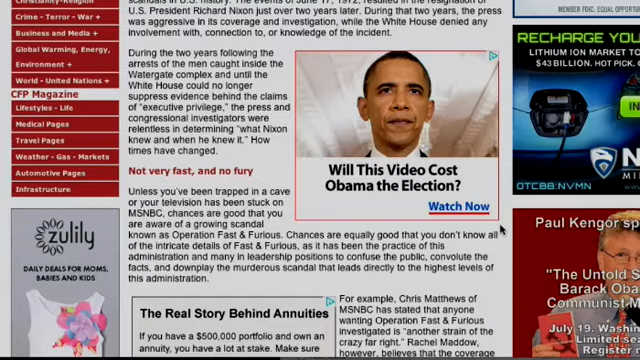 Christianity-Religion
Crime - Terror - War +
Business and Media +
Global Warming, Energy,
Environment +
World - United Nations +
CFP Magazine
Lifestyles - Life
Medical Pages
Travel Pages
Weather - Gas - Markets
Automotive Pages
Infrastructure
zulily
DAILY DEALS FOR MOMS,
BABIES AND KIDS
scandals in U.S. history. The events of June 17, 1972, resulted in the resignation of
U.S. President Richard Nixon just over two years later. During that two years, the press
was aggressive in its coverage and investigation, while the White House denied any
involvement with, connection to, or knowledge of the incident.
During the two years following the
arrests of the men caught inside the
Watergate complex and until the
White House could no longer
suppress evidence behind the claims
of "executive privilege," the press and
congressional investigators were
relentless in determining "what Nixon
knew and when he knew it." How
times have changed.
Not very fast, and no fury
Unless you've been trapped in a cave
or your television has been stuck on
MSNBC, chances are good that you
are aware of a growing scandal
known as Operation Fast & Furious. Chances are equally good that you don't know all
of the intricate details of Fast & Furious, as it has been the practice of this
administration and many in leadership positions to confuse the public, convolute the
facts, and downplay the murderous scandal that leads directly to the highest levels of
this administration.
Will This Video Cost
Obama the Election?
Watch Now
The Real Story Behind Annuities
If you have a $500,000 portfolio and own an
annuity, you have a lot at stake. Make sure
For example, Chris Matthews of
MSNBC has stated that anyone
wanting Operation Fast & Furious
investigated is "another strain of the
crazy far right." Rachel Maddow,
however, believes that the coverage
MEMBER FDIC. EQUAL OPPORTUN
RECHARGE YOU
LITHIUM ION MARKET TO
$43 BILLION. HOT PICK.
IN
N
OTCBB:NVMN
Paul Kengor spe
"The Untold S
Barack Oba
Communist M
July 19. Washin
Limited se
Register